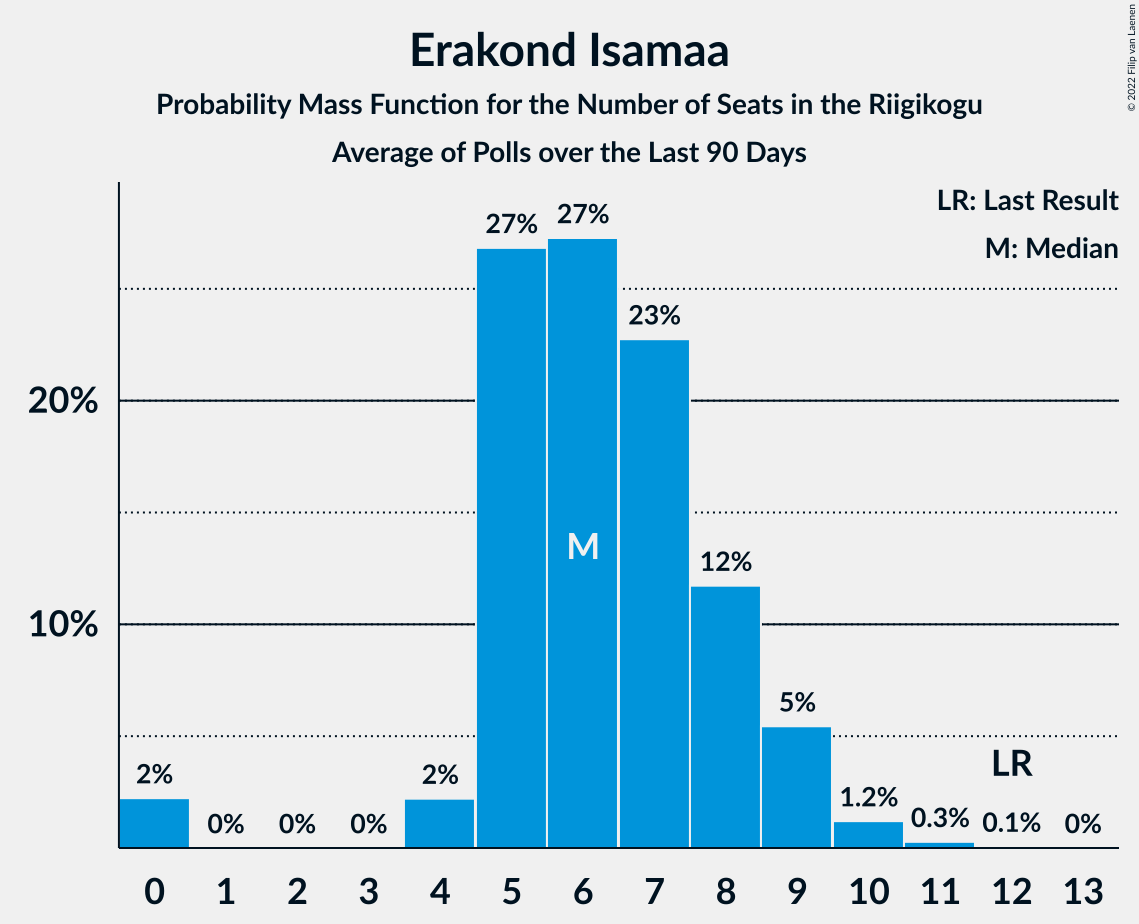 Erakond Isamaa
Probability Mass Function for the Number of Seats in the Riigikogu
Average of Polls over the Last 90 Days
© 2022 Filip van Laenen
LR: Last Result
M: Median
20%
10%
2%
0%
0%
0%
2%
27%
27%
23%
12%
5%
1.2%
0.3%
0.1%
0%
M
LR
0 1 2 3 4 5 6 7 8 9 10 11 12 13